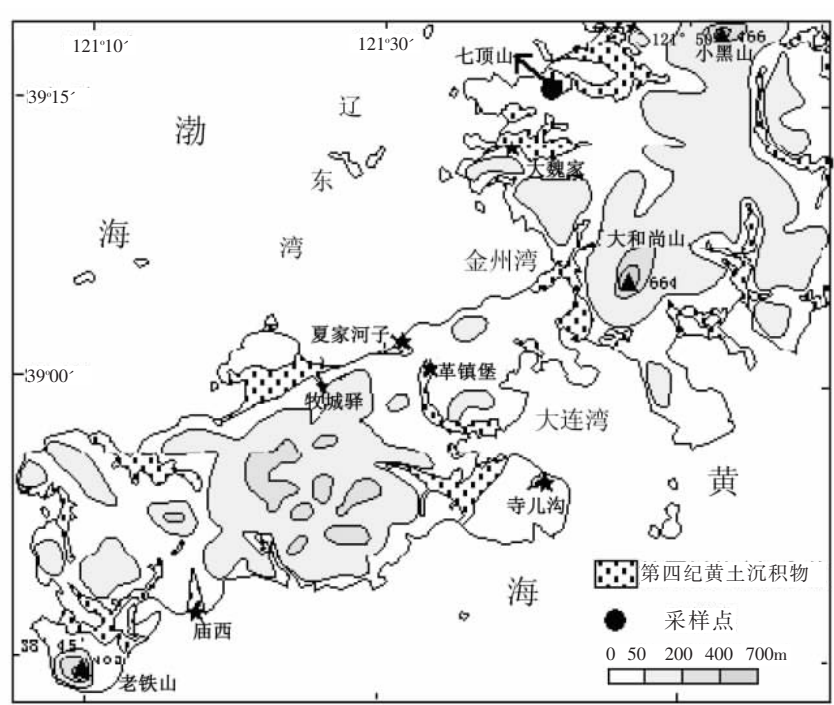 121°10′
121°30′
七顶山
小黑山
39°15′
辽
渤
东
大魏家
海
湾
大和尚山
金州湾
664
夏家河子
39°00′
革镇堡
牧城驿
大连湾
黄
寺儿沟
第四纪黄土沉积物
海
采样点
庙西
0 50 200 400 700m
老铁山